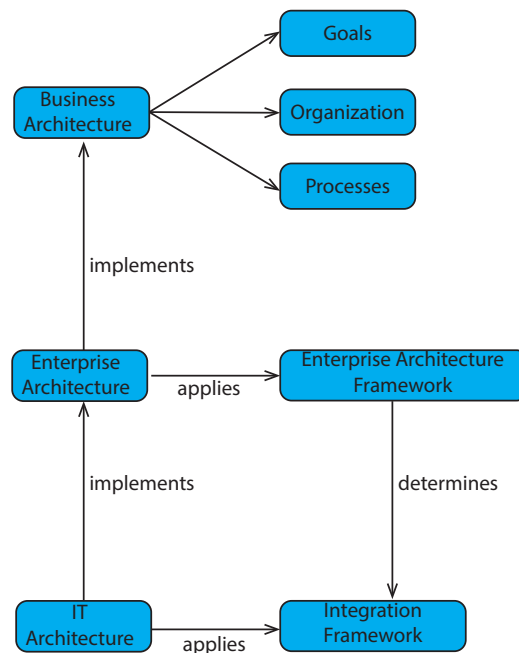 Goals
Business
Architecture
Organization
Processes
implements
Enterprise
Architecture
applies
Enterprise Architecture
Framework
implements
determines
IT
Architecture
applies
Integration
Framework